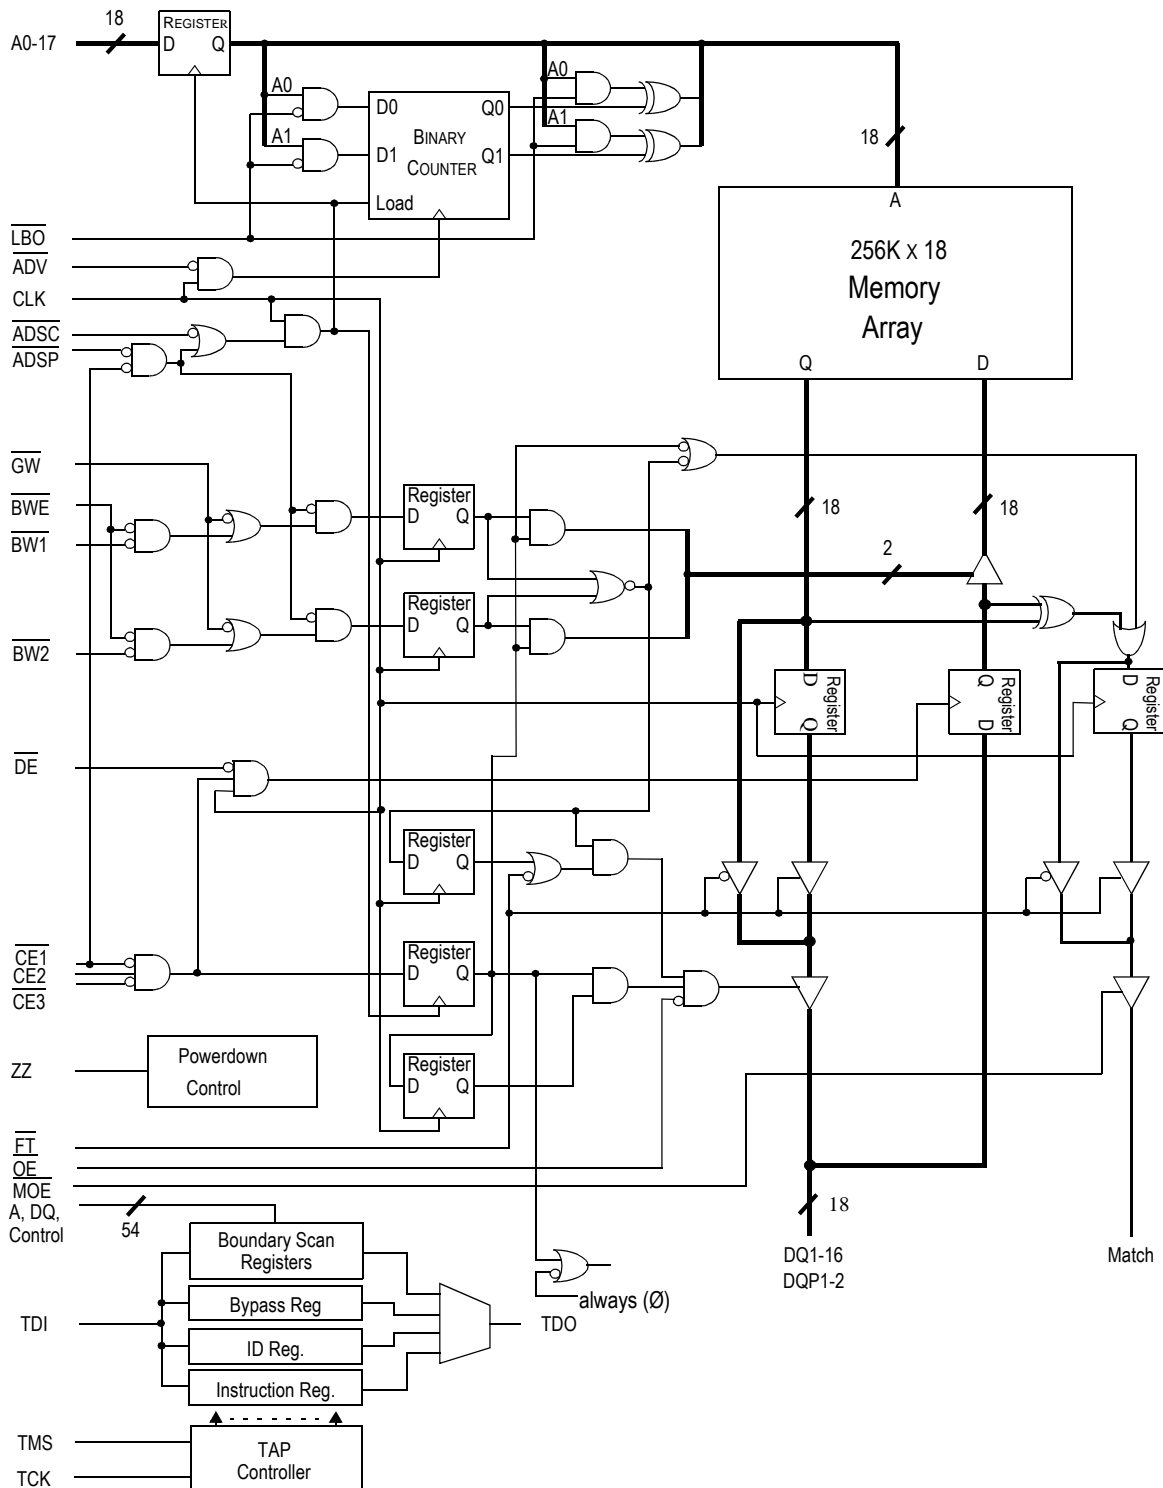 18
REGISTER
A0-17
D Q
A0
A0
D0
Q0
BINARY
A1
A1
D1
Q1
COUNTER
18
Load
A
LBO
256K x 18
ADV
Memory
CLK
Array
ADSC
ADSP
Q
D
GW
Register
BWE
D Q
18
18
BW1
2
Register
D Q
BW2
D
Register
Q
Q
Register
D
D
Register
Q
DE
Register
D Q
CE1
Register
CE2
D Q
CE3
Powerdown
Register
ZZ
D Q
Control
FT
OE
MOE
A, DQ,
18
Control
54
Boundary Scan
Registers
DQ1-16
Match
DQP1-2
Bypass Reg
always (Ø)
TDI
TDO
ID Reg.
Instruction Reg.
TMS
TAP
Controller
TCK